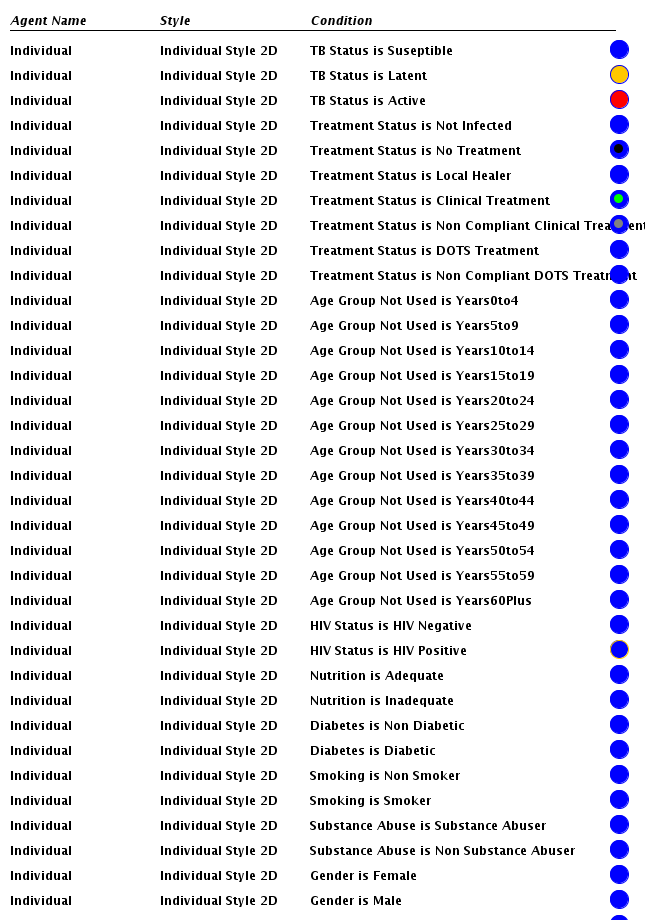 Agent Name Style Condition
Individual Individual Style 2D TB Status is Suseptible
Individual Individual Style 2D TB Status is Latent
Individual Individual Style 2D TB Status is Active
Individual Individual Style 2D Treatment Status is Not Infected
Individual Individual Style 2D Treatment Status is No Treatment
Individual Individual Style 2D Treatment Status is Local Healer
Individual Individual Style 2D Treatment Status is Clinical Treatment
Individual Individual Style 2D Treatment Status is Non Compliant Clinical Treatment
Individual Individual Style 2D Treatment Status is DOTS Treatment
Individual Individual Style 2D Treatment Status is Non Compliant DOTS Treatment
Individual Individual Style 2D Age Group Not Used is Years0to4
Individual Individual Style 2D Age Group Not Used is Years5to9
Individual Individual Style 2D Age Group Not Used is Years10to14
Individual Individual Style 2D Age Group Not Used is Years15to19
Individual Individual Style 2D Age Group Not Used is Years20to24
Individual Individual Style 2D Age Group Not Used is Years25to29
Individual Individual Style 2D Age Group Not Used is Years30to34
Individual Individual Style 2D Age Group Not Used is Years35to39
Individual Individual Style 2D Age Group Not Used is Years40to44
Individual Individual Style 2D Age Group Not Used is Years45to49
Individual Individual Style 2D Age Group Not Used is Years50to54
Individual Individual Style 2D Age Group Not Used is Years55to59
Individual Individual Style 2D Age Group Not Used is Years60Plus
Individual Individual Style 2D HIV Status is HIV Negative
Individual Individual Style 2D HIV Status is HIV Positive
Individual Individual Style 2D Nutrition is Adequate
Individual Individual Style 2D Nutrition is Inadequate
Individual Individual Style 2D Diabetes is Non Diabetic
Individual Individual Style 2D Diabetes is Diabetic
Individual Individual Style 2D Smoking is Non Smoker
Individual Individual Style 2D Smoking is Smoker
Individual Individual Style 2D Substance Abuse is Substance Abuser
Individual Individual Style 2D Substance Abuse is Non Substance Abuser
Individual Individual Style 2D Gender is Female
Individual Individual Style 2D Gender is Male